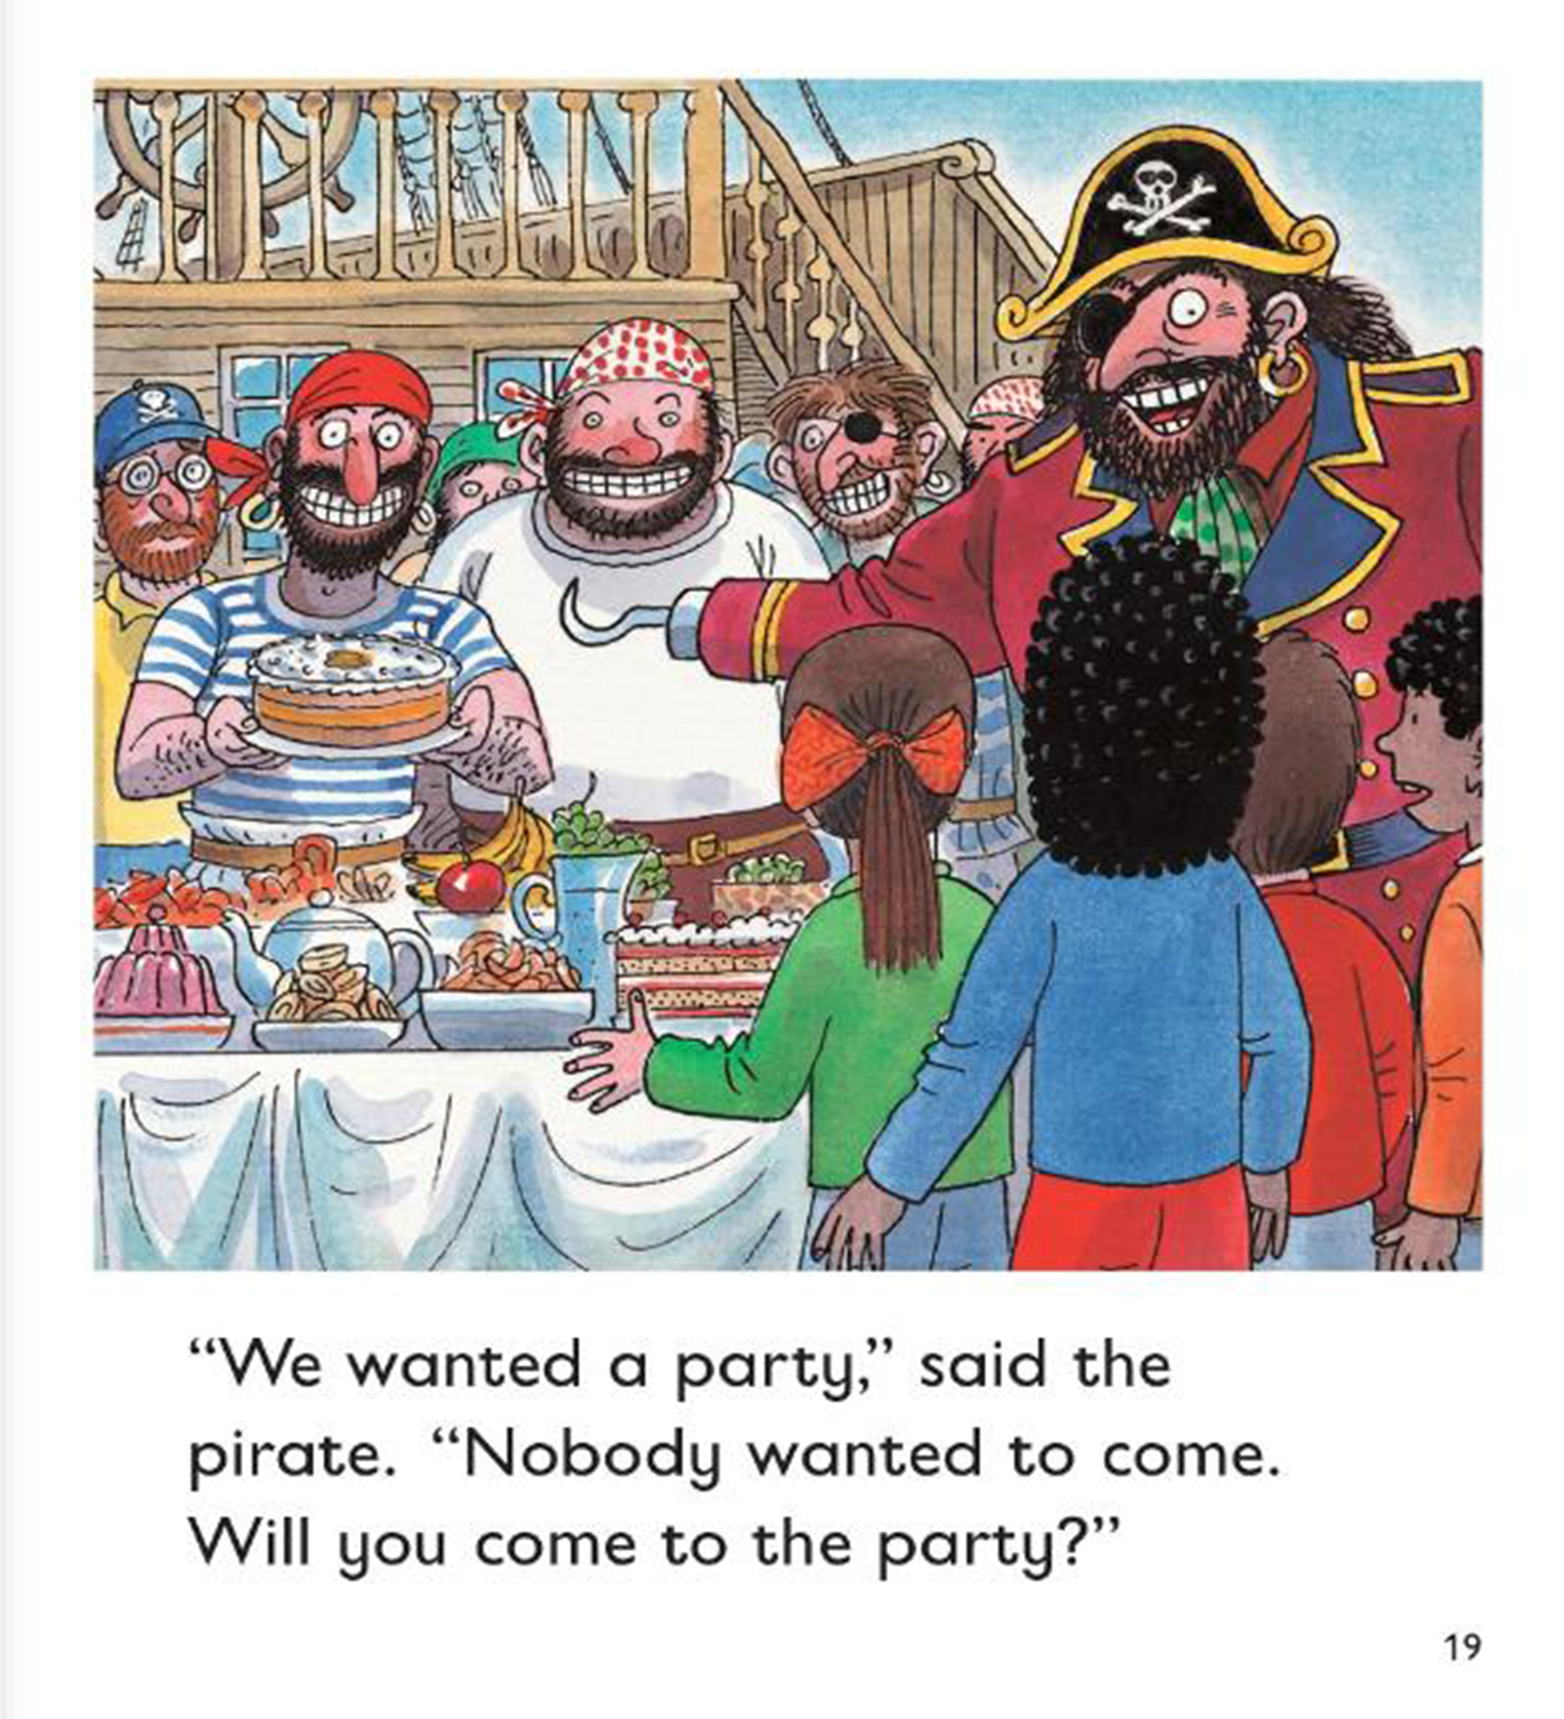 “We wanted a party,” said the
pirate. “Nobody wanted to come.
Will you come to the party?”
19